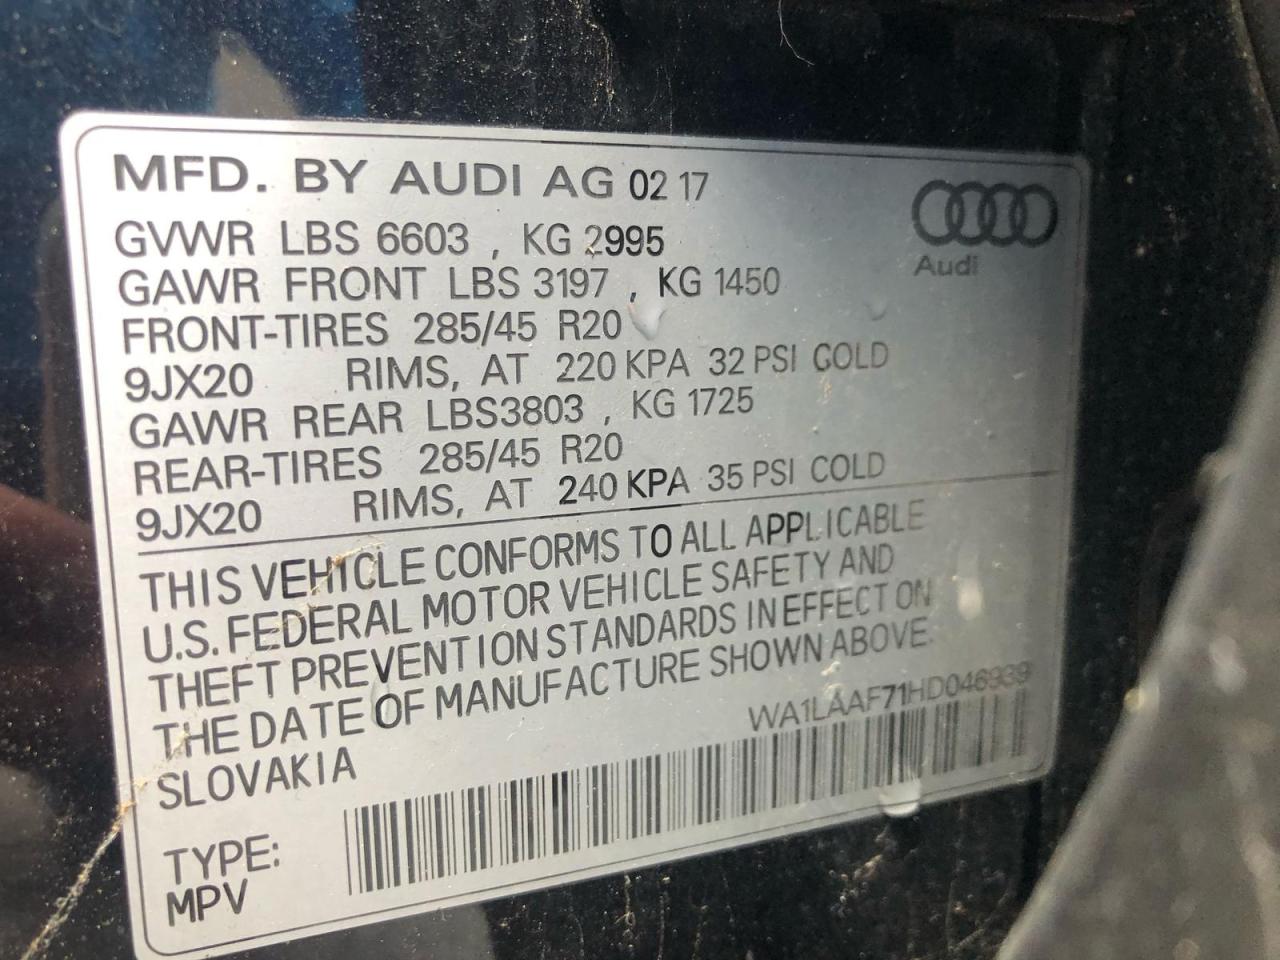 MFD. BY AUDI AG 02 17
GVWR LBS 6603 , KG 2995
GAWR FRONT LBS 3197 , KG 1450
FRONT-TIRES 285/45 R20
9JX20 RIMS, AT 220 KPA 32 PSI COLD
GAWR REAR LBS3803 , KG 1725
REAR-TIRES 285/45 R20
9JX20 RIMS, AT 240 KPA 35 PSI COLD
Audi
THIS VEHICLE CONFORMS TO ALL APPLICABLE
U.S. FEDERAL MOTOR VEHICLE SAFETY AND
THEFT PREVENTION STANDARDS IN EFFECT ON
THE DATE OF MANUFACTURE SHOWN ABOVE.
SLOVAKIA
WA1LAAF71HD046939
TYPE:
MPV